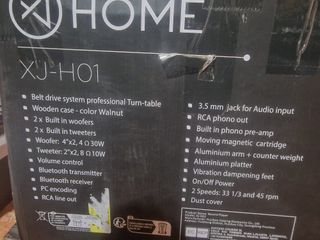 HOME
XJ-H01
Belt drive system professional Turn-table
Wooden case - color Walnut
2 x Built in woofers
2 x Built in tweeters
Woofer: 4"x2, 4 Ω 30W
Tweeter: 2"x2, 8 Ω 10W
Volume control
Bluetooth transmitter
Bluetooth receiver
PC encoding
RCA line out
3.5 mm jack for Audio input
RCA phono out
Built in phono pre-amp
Moving magnetic cartridge
Aluminium arm + counter weight
Aluminium platter
Vibration dampening feet
On/Off Power
2 Speeds: 33 1/3 and 45 rpm
Dust cover